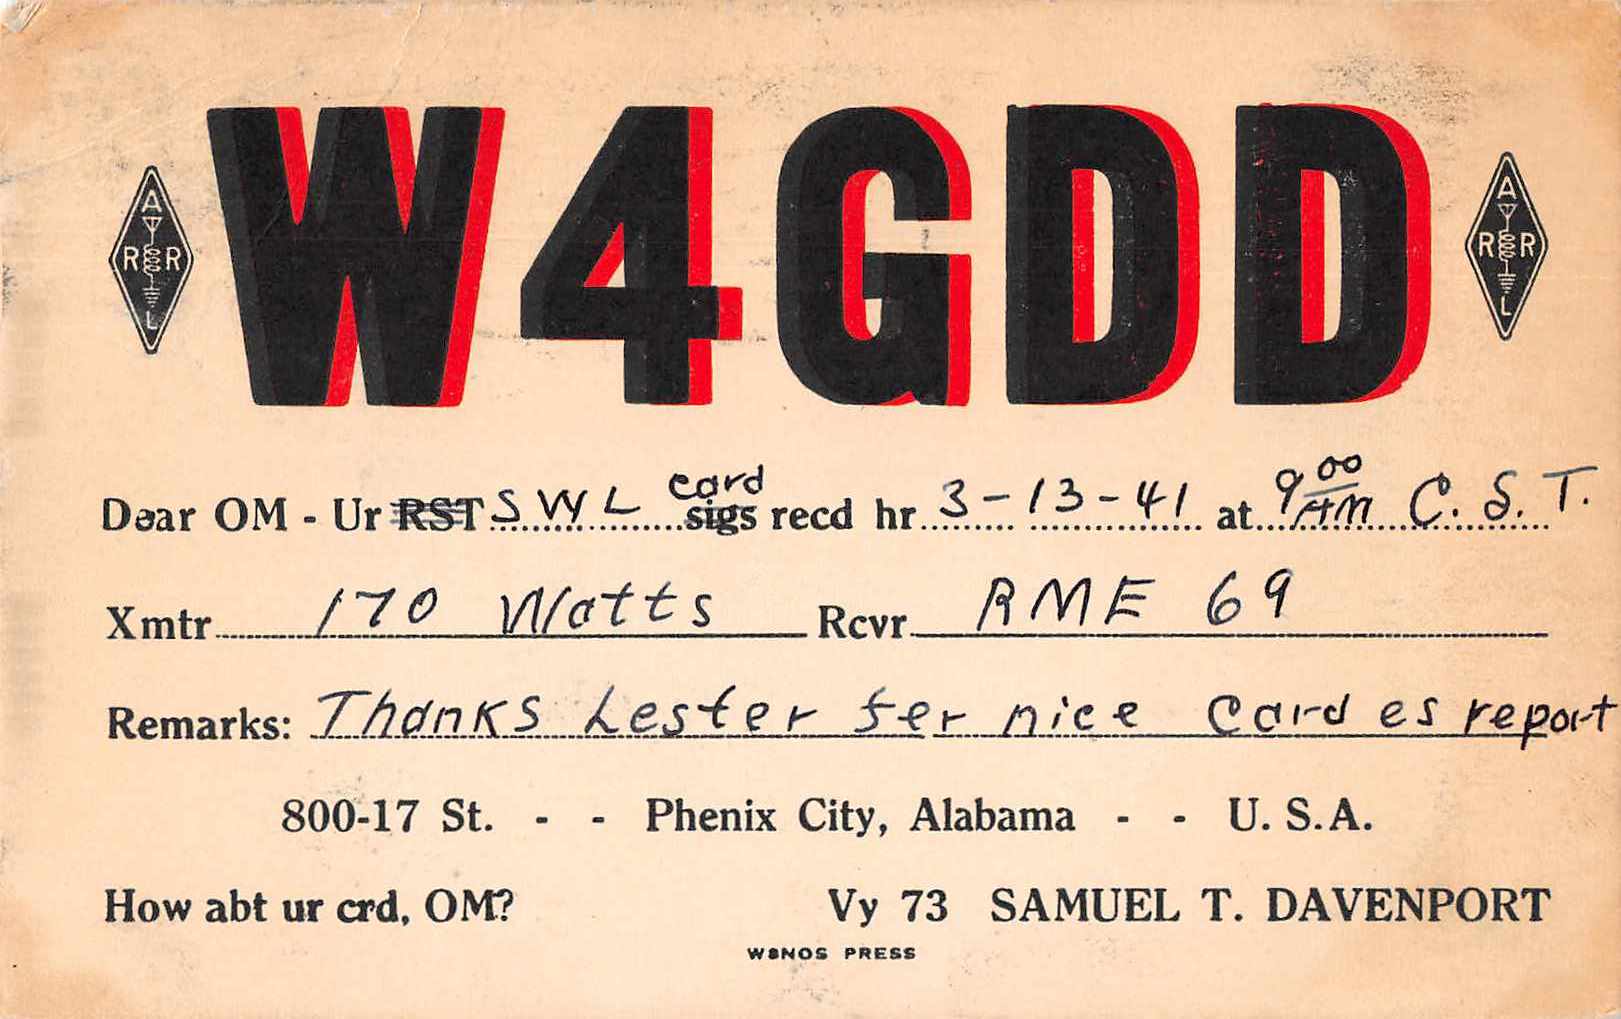 W4GDD
A R R L
A R R L
Dear OM - Ur RST SWL card sigs recd hr 3-13-41 at 9 00 AM C.S.T.
Xmtr 170 Watts Rcvr RME 69
Remarks: Thanks Lester fer nice card es report
800-17 St. - - Phenix City, Alabama - - U. S. A.
How abt ur crd, OM? Vy 73 SAMUEL T. DAVENPORT
W8NOS PRESS